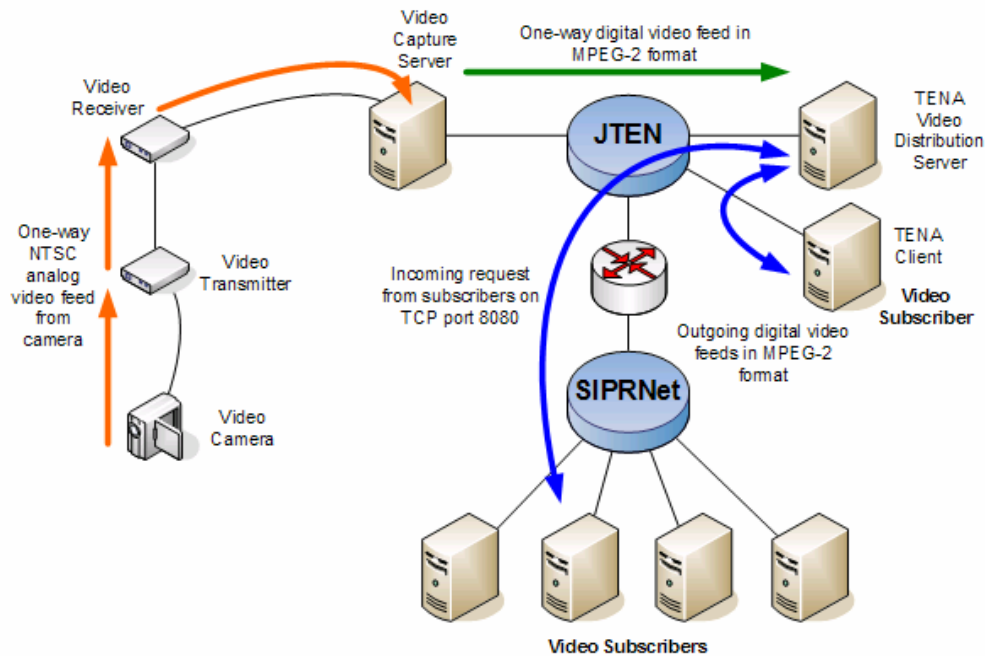 Video
Capture
Server
One-way digital video feed in
MPEG-2 format
Video
Receiver
TENA
Video
Distribution
Server
JTEN
One-way
NTSC
analog
video feed
from
camera
Video
Transmitter
TENA
Client
Video
Subscriber
Incoming request
from subscribers on
TCP port 8080
Outgoing digital video
feeds in MPEG-2
format
SIPRNet
Video
Camera
Video Subscribers